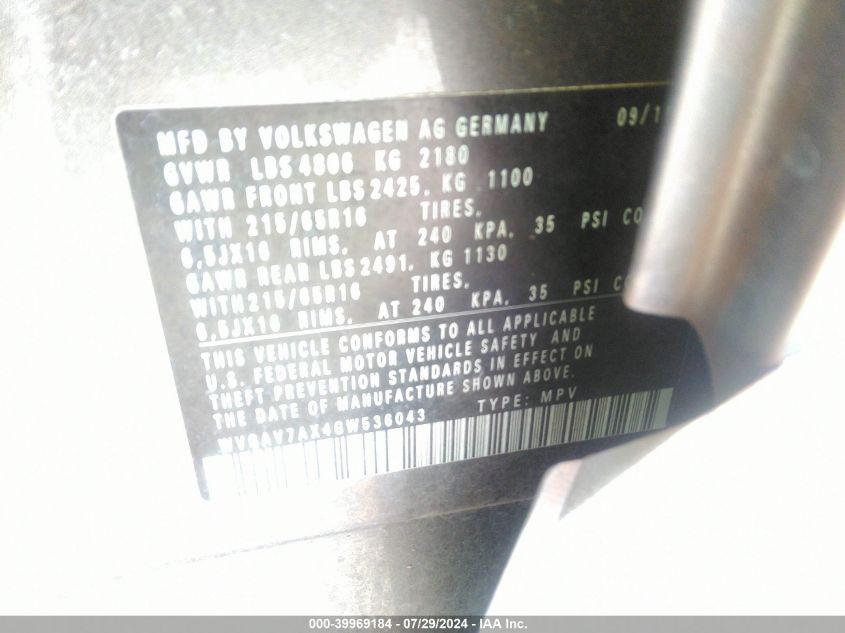 MFD BY VOLKSWAGEN AG GERMANY 09/1
GVWR LBS 4806 KG 2180
GAWR FRONT LBS 2425, KG 1100
WITH 215/65R16 TIRES,
6,5JX16 RIMS, AT 240 KPA, 35 PSI CO
GAWR REAR LBS 2491, KG 1130
WITH 215/65R16 TIRES,
6,5JX16 RIMS, AT 240 KPA, 35 PSI CO
THIS VEHICLE CONFORMS TO ALL APPLICABLE
U.S. FEDERAL MOTOR VEHICLE SAFETY AND
THEFT PREVENTION STANDARDS IN EFFECT ON
THE DATE OF MANUFACTURE SHOWN ABOVE.
WVGAV7AX4GW536043 TYPE: MPV
000-39969184 - 07/29/2024 - IAA Inc.